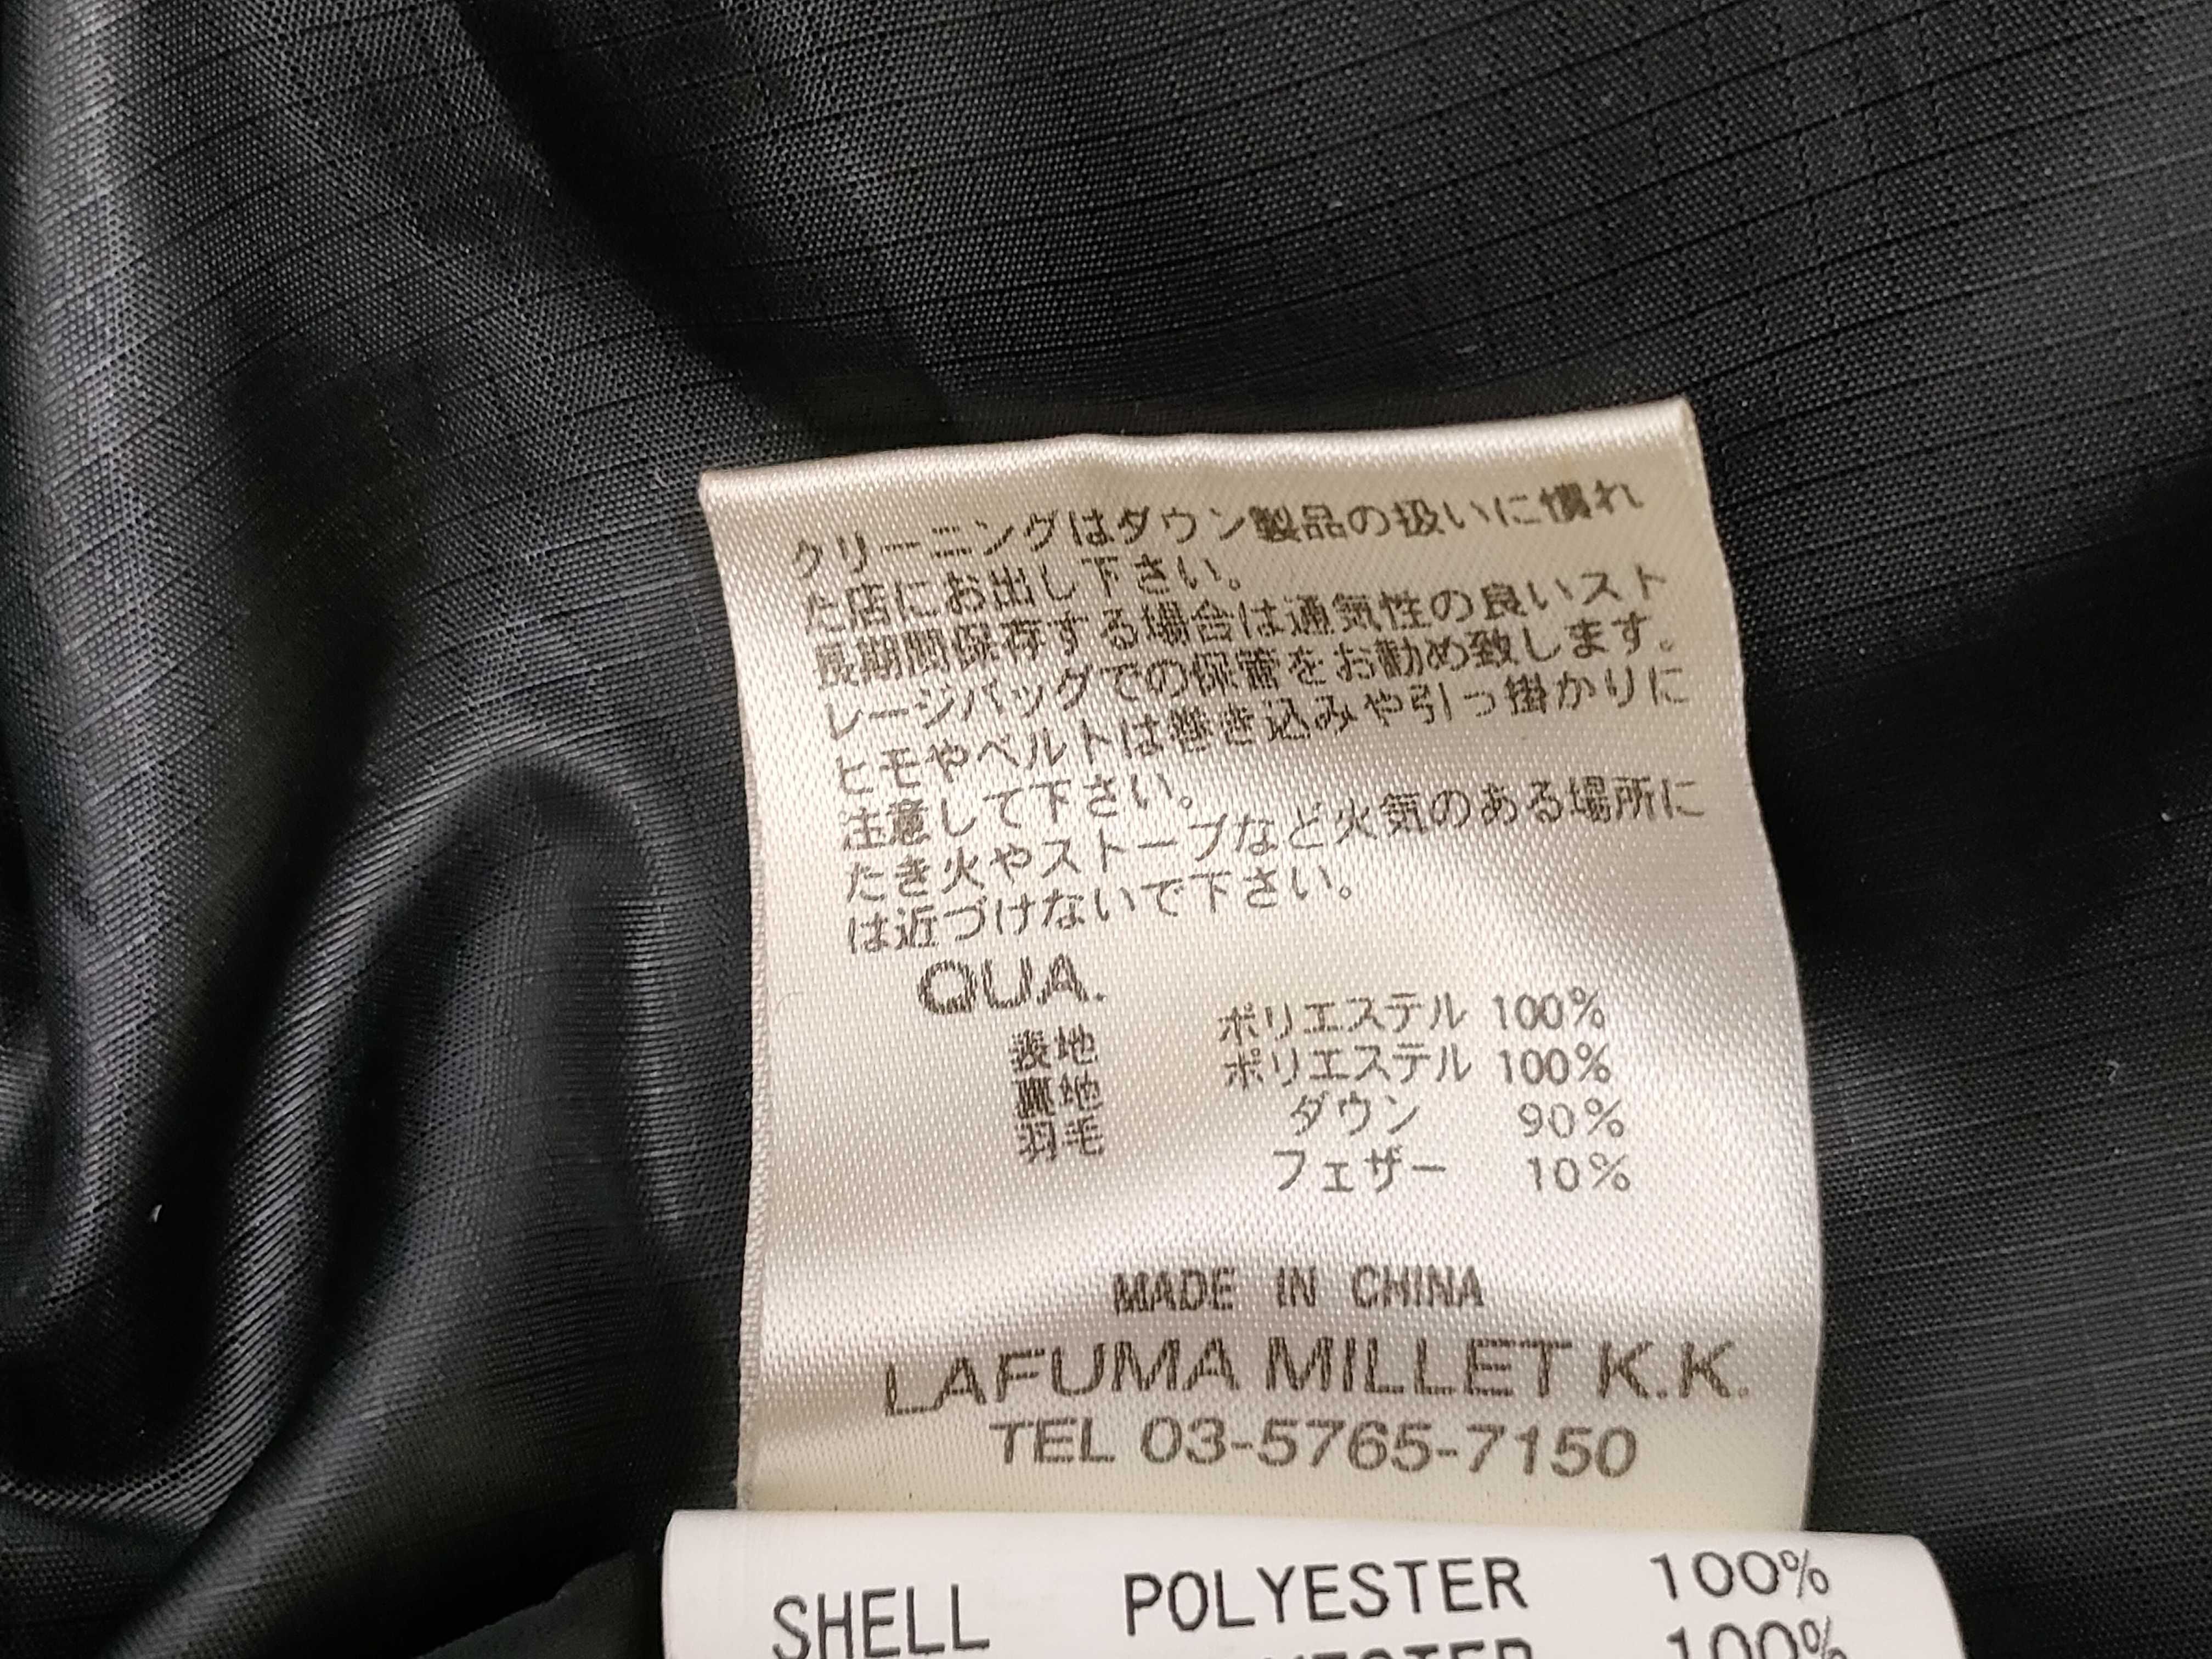 クリーニングはダウン製品の扱いに慣れ
た店にお出し下さい。
長期間保存する場合は通気性の良いスト
レージバッグでの保管をお勧め致します。
ヒモやベルトは巻き込みや引っ掛かりに
注意して下さい。
たき火やストーブなど火気のある場所に
は近づけないで下さい。
QUA.
表地 ポリエステル 100%
裏地 ポリエステル 100%
羽毛 ダウン 90%
フェザー 10%
MADE IN CHINA
LAFUMA MILLET K.K.
TEL 03-5765-7150
SHELL POLYESTER 100%
100%